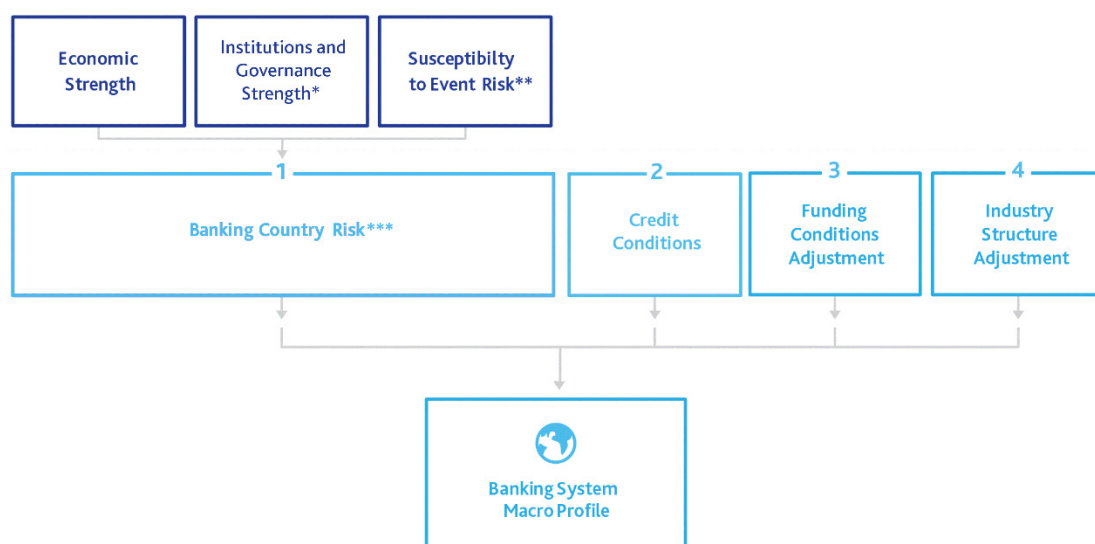 Economic
Strength
Institutions and
Governance
Strength*
Susceptibilty
to Event Risk**
1
Banking Country Risk***
2
Credit
Conditions
3
Funding
Conditions
Adjustment
4
Industry
Structure
Adjustment
Banking System
Macro Profile